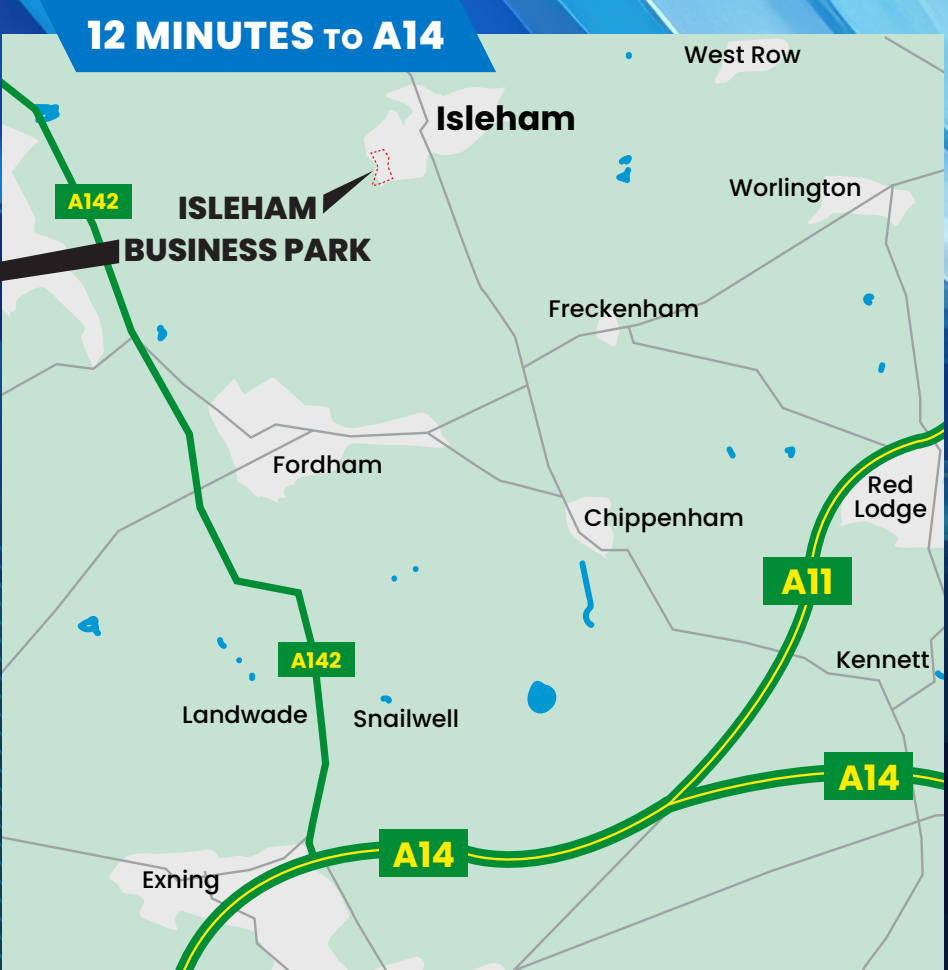 12 MINUTES TO A14
West Row
Isleham
Worlington
A142
ISLEHAM
BUSINESS PARK
Freckenham
Fordham
Red
Lodge
Chippenham
A11
A142
Kennett
Landwade
Snailwell
A14
A14
Exning